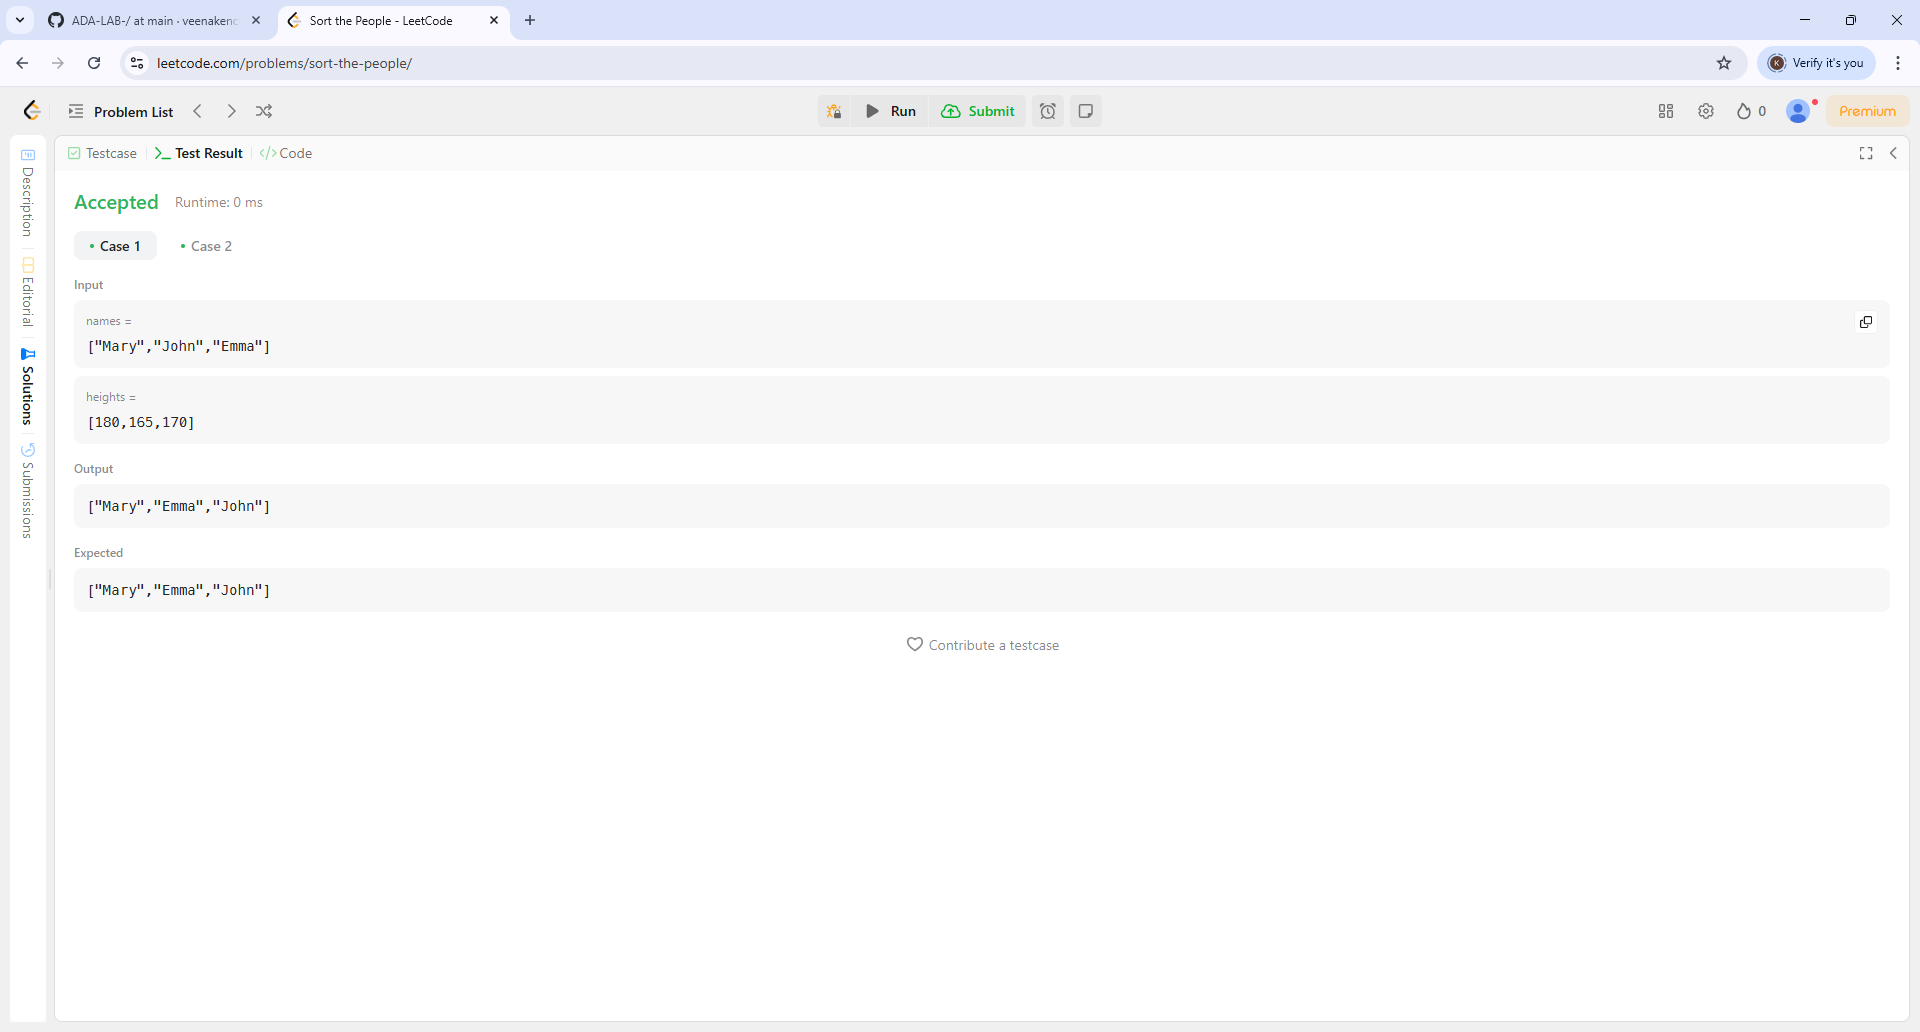 ADA-LAB-/ at main · veenakenc
Sort the People - LeetCode
leetcode.com/problems/sort-the-people/
K
Verify it's you
Problem List
Run
Submit
0
Premium
Description
Editorial
Solutions
Submissions
Testcase
Test Result
Code
Accepted
Runtime: 0 ms
Case 1
Case 2
Input
names =
["Mary","John","Emma"]
heights =
[180,165,170]
Output
["Mary","Emma","John"]
Expected
["Mary","Emma","John"]
Contribute a testcase